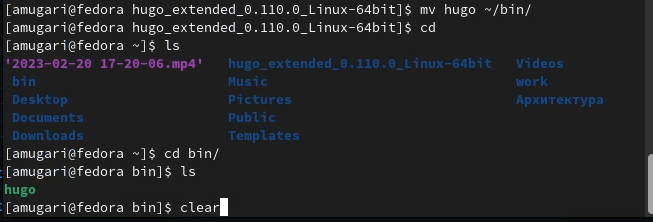 [amugari@fedora hugo_extended_0.110.0_Linux-64bit]$ mv hugo ~/bin/
[amugari@fedora hugo_extended_0.110.0_Linux-64bit]$ cd
[amugari@fedora ~]$ ls
'2023-02-20 17-20-06.mp4' hugo_extended_0.110.0_Linux-64bit Videos
bin Music work
Desktop Pictures Архитектура
Documents Public
Downloads Templates
[amugari@fedora ~]$ cd bin/
[amugari@fedora bin]$ ls
hugo
[amugari@fedora bin]$ clear